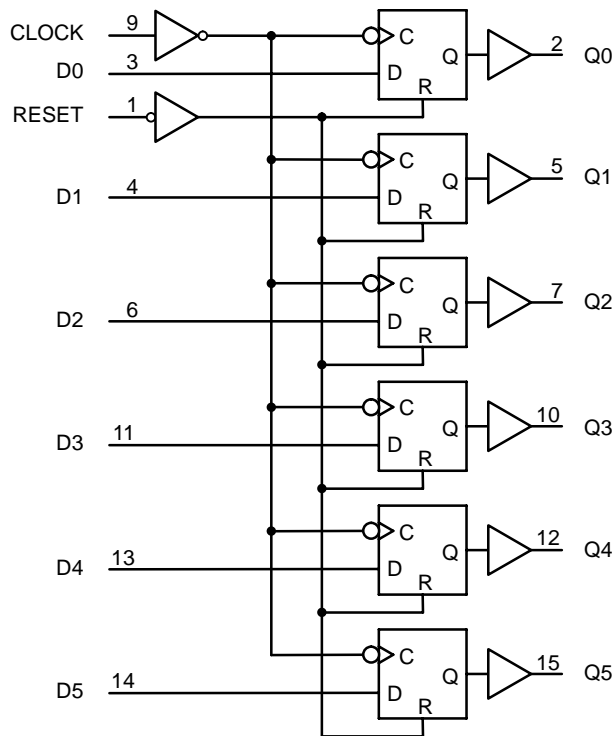 CLOCK 9 C Q 2 Q0
D0 3 D
RESET 1 R
C Q 5 Q1
D1 4 D
R
C Q 7 Q2
D2 6 D
R
C Q 10 Q3
D3 11 D
R
C Q 12 Q4
D4 13 D
R
C Q 15 Q5
D5 14 D
R